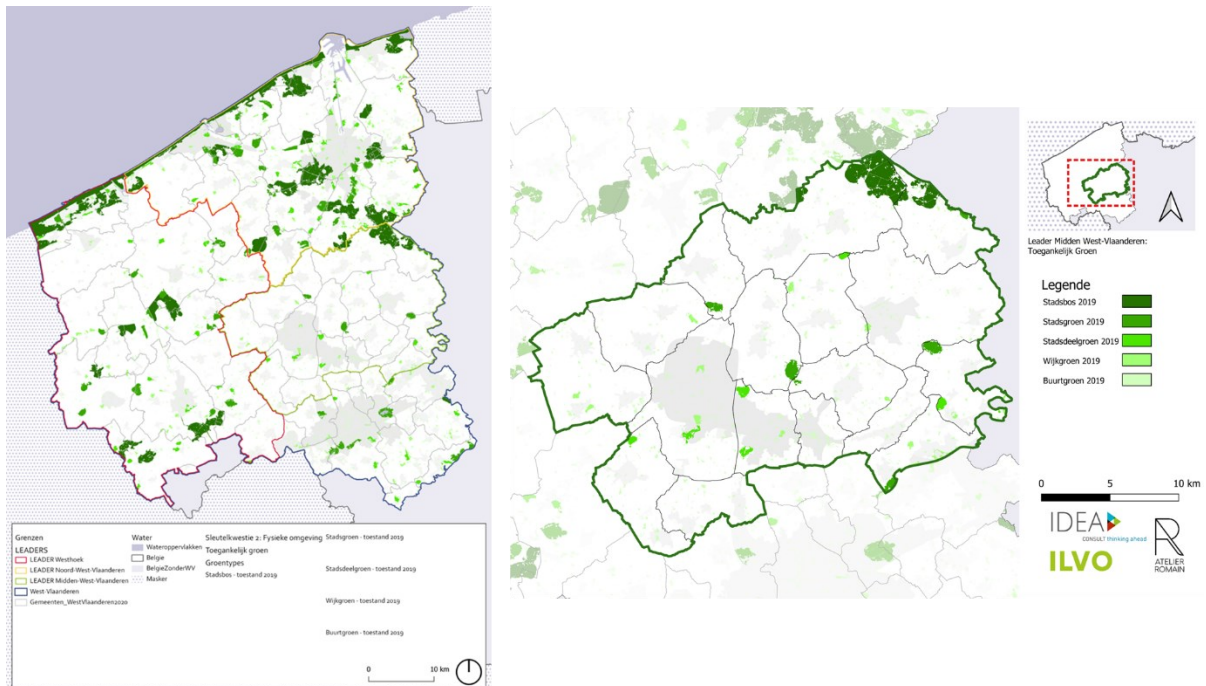 Grenzen
LEADERS
LEADER Westhoek
LEADER Noord-West-Vlaanderen
LEADER Midden-West-Vlaanderen
West-Vlaanderen
Gemeenten_WestVlaanderen2020
Water
Wateroppervlakken
Belgie
BelgieZonderWV
Masker
Sleutelkwestie 2: Fysieke omgeving
Toegankelijk groen
Groentypes
Stadsbos - toestand 2019
Stadsgroen - toestand 2019
Stadsdeelgroen - toestand 2019
Wijkgroen - toestand 2019
Buurtgroen - toestand 2019
0 10 km
Leader Midden West-Vlaanderen:
Toegankelijk Groen
Legende
Stadsbos 2019
Stadsgroen 2019
Stadsdeelgroen 2019
Wijkgroen 2019
Buurtgroen 2019
0 5 10 km
IDEA
CONSULT thinking ahead
ILVO
R
ATELIER
ROMAIN